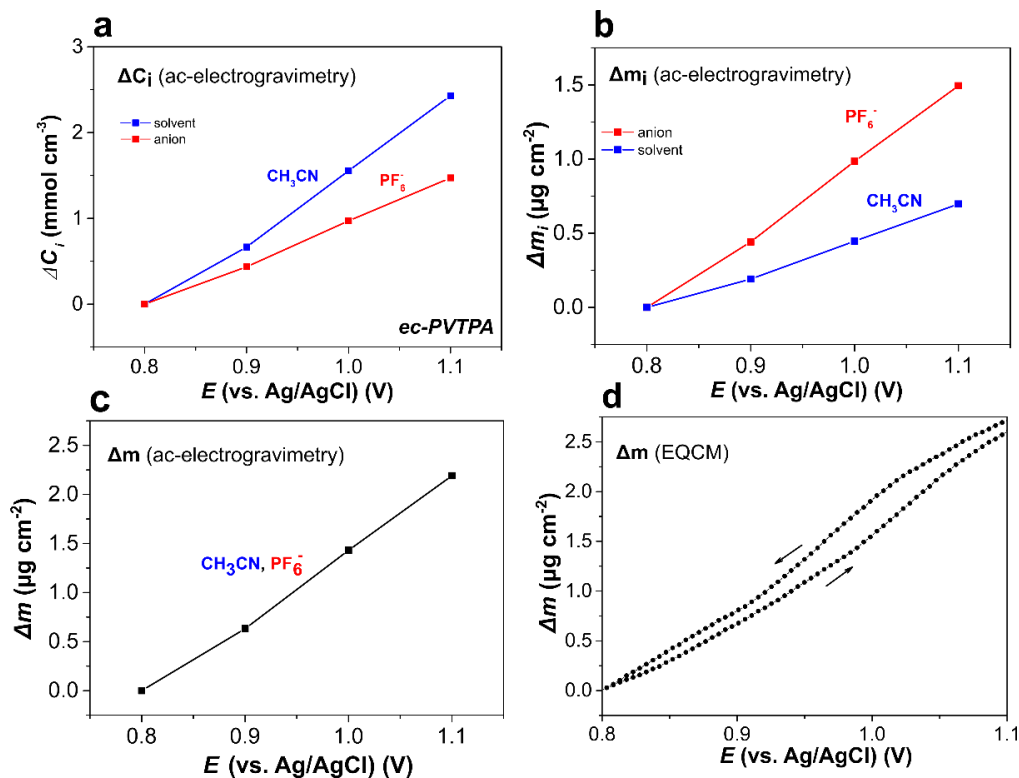 a
ΔCi (ac-electrogravimetry)
solvent
anion
CH3CN
PF6-
ec-PVTPA
3
2
1
0
ΔCi (mmol cm-3)
0.8 0.9 1.0 1.1
E (vs. Ag/AgCl) (V)
b
Δmi (ac-electrogravimetry)
PF6-
anion
solvent
CH3CN
1.5
1.0
0.5
0.0
Δmi (µg cm-2)
0.8 0.9 1.0 1.1
E (vs. Ag/AgCl) (V)
c
Δm (ac-electrogravimetry)
CH3CN, PF6-
2.5
2.0
1.5
1.0
0.5
0.0
Δm (µg cm-2)
0.8 0.9 1.0 1.1
E (vs. Ag/AgCl) (V)
d
Δm (EQCM)
2.5
2.0
1.5
1.0
0.5
0.0
Δm (µg cm-2)
0.8 0.9 1.0 1.1
E (vs. Ag/AgCl) (V)